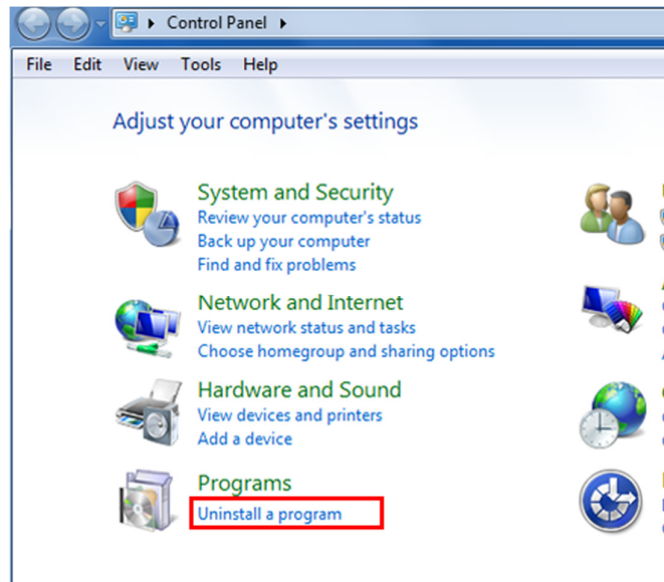 Control Panel
File Edit View Tools Help
Adjust your computer's settings
System and Security
Review your computer's status
Back up your computer
Find and fix problems
Network and Internet
View network status and tasks
Choose homegroup and sharing options
Hardware and Sound
View devices and printers
Add a device
Programs
Uninstall a program